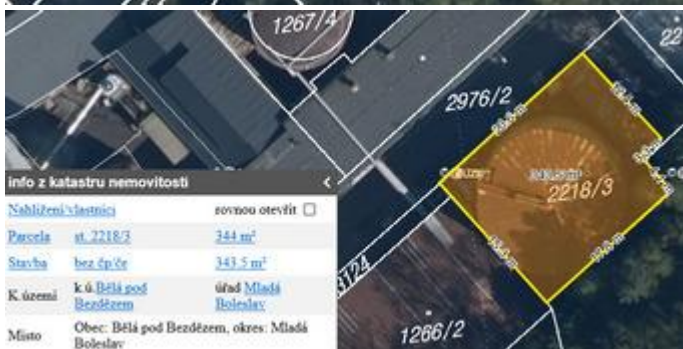 1267/4
22
2976/2
2218/3
info z katastru nemovitostí <
Nahlížení/vlastníci rovnou otevřít
Parcela st. 2218/3 344 m²
Stavba bez čp/če 343.5 m²
K.území k.ú.Bělá pod Bezdězem úřad Mladá Boleslav
3124
1266/2
Místo Obec: Bělá pod Bezdězem, okres: Mladá Boleslav